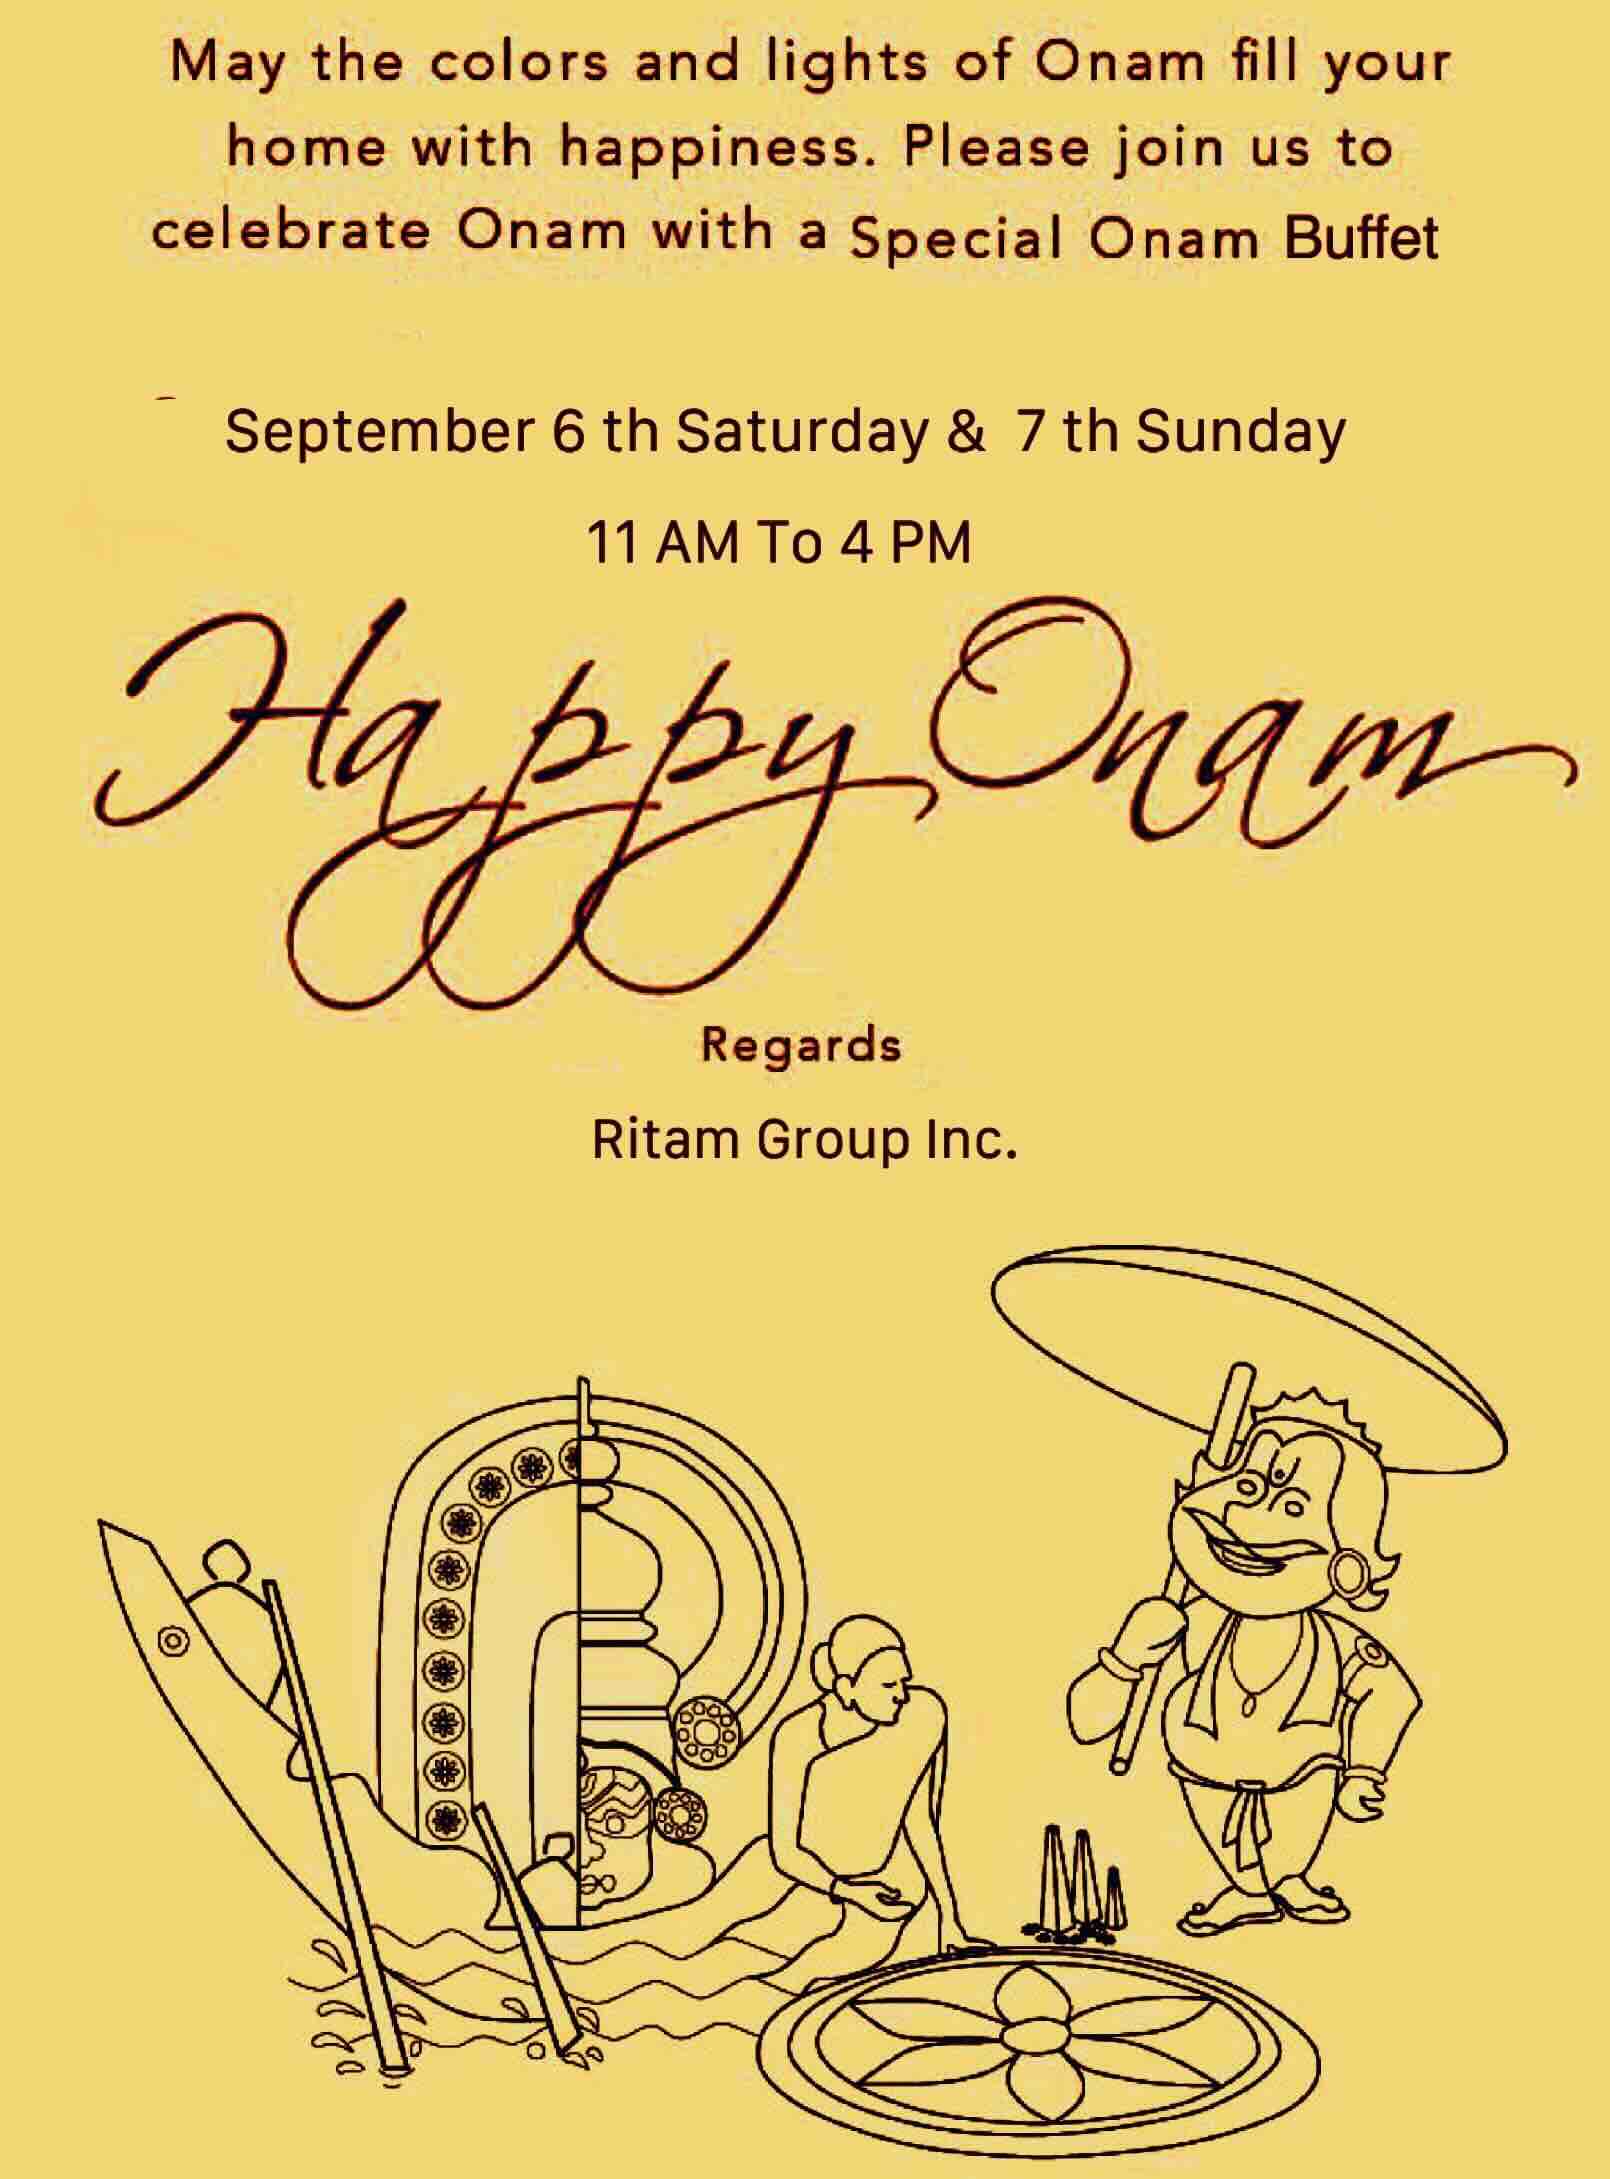 May the colors and lights of Onam fill your
home with happiness. Please join us to
celebrate Onam with a Special Onam Buffet
September 6 th Saturday & 7 th Sunday
11 AM To 4 PM
Happy Onam
Regards
Ritam Group Inc.